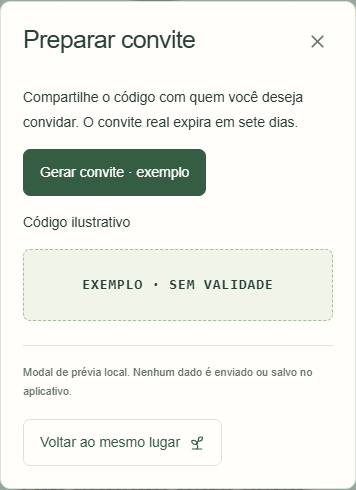 Preparar convite
Compartilhe o código com quem você deseja
convidar. O convite real expira em sete dias.
Gerar convite · exemplo
Código ilustrativo
EXEMPLO · SEM VALIDADE
Modal de prévia local. Nenhum dado é enviado ou salvo no
aplicativo.
Voltar ao mesmo lugar